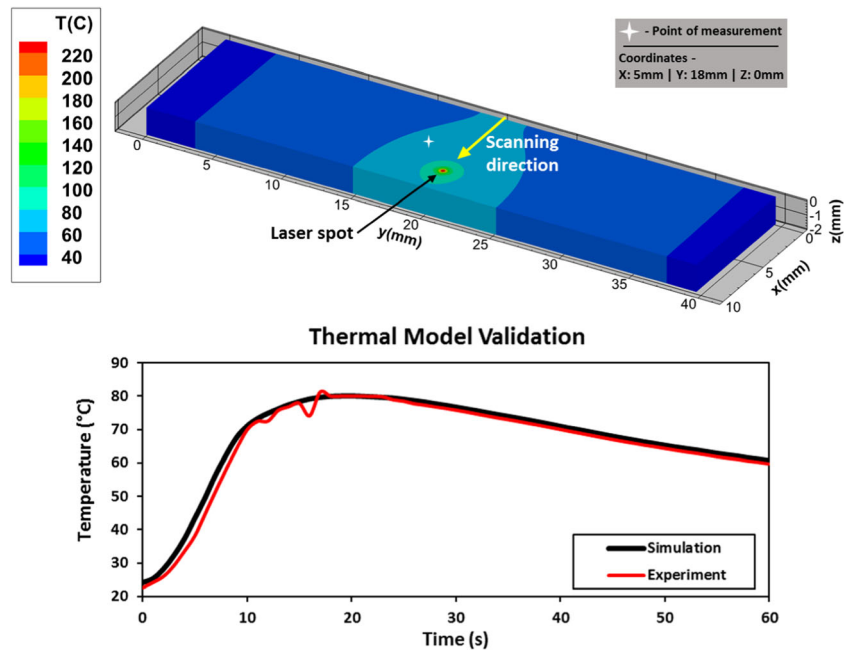 T(C)
220
200
180
160
140
120
100
80
60
40
- Point of measurement
Coordinates -
X: 5mm | Y: 18mm | Z: 0mm
Scanning
direction
Laser spot
0
5
10
15
20
25
30
35
40
y(mm)
0
5
10
x(mm)
0
-1
-2
z(mm)
Thermal Model Validation
Temperature (°C)
90
80
70
60
50
40
30
20
0
10
20
30
40
50
60
Time (s)
Simulation
Experiment